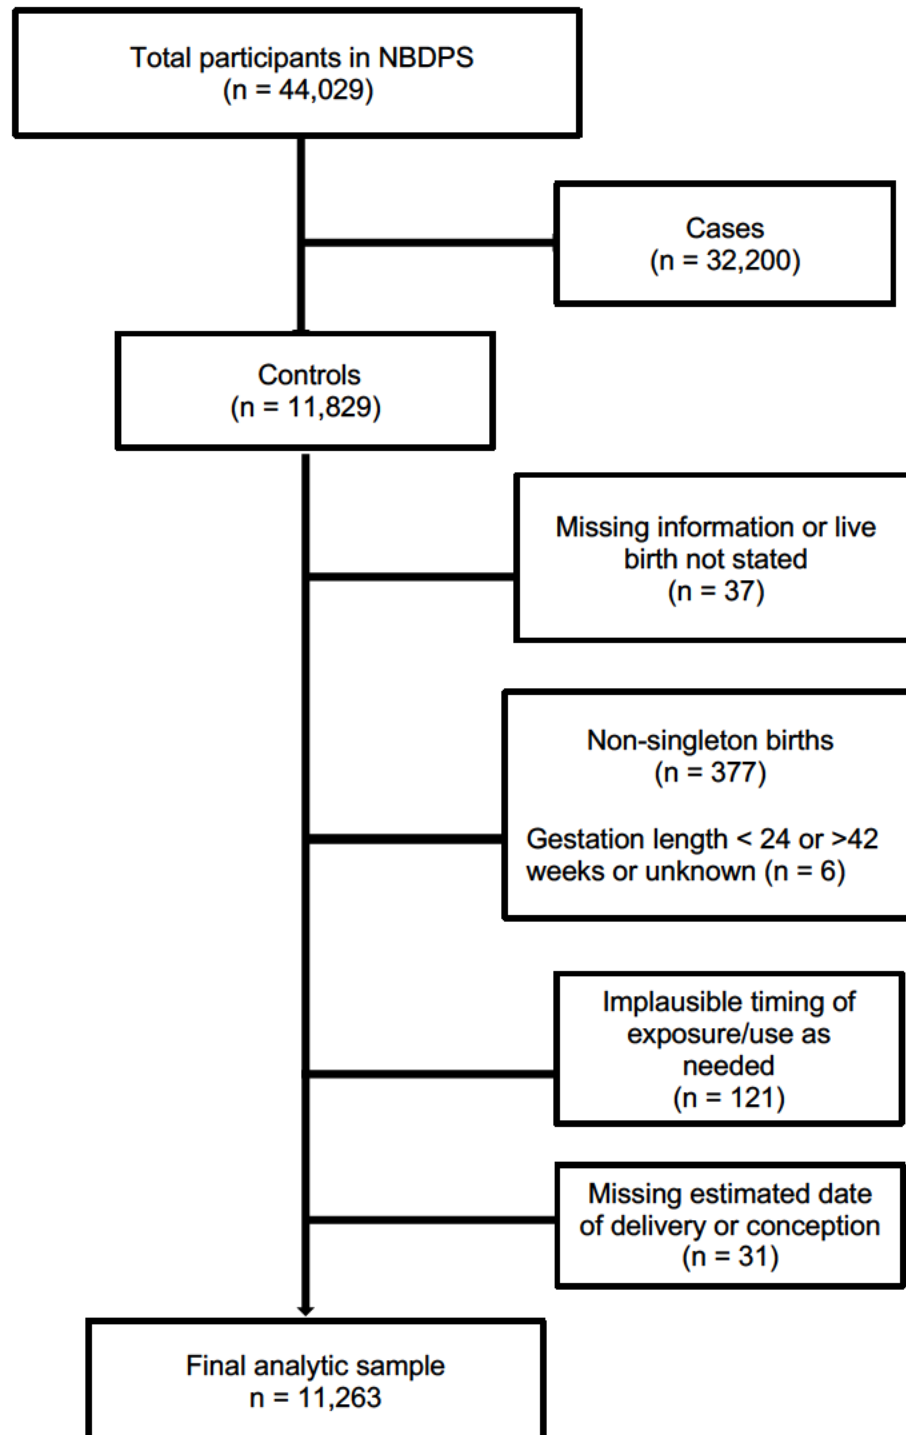 Total participants in NBDPS
(n = 44,029)
Cases
(n = 32,200)
Controls
(n = 11,829)
Missing information or live
birth not stated
(n = 37)
Non-singleton births
(n = 377)
Gestation length < 24 or >42
weeks or unknown (n = 6)
Implausible timing of
exposure/use as
needed
(n = 121)
Missing estimated date
of delivery or conception
(n = 31)
Final analytic sample
n = 11,263